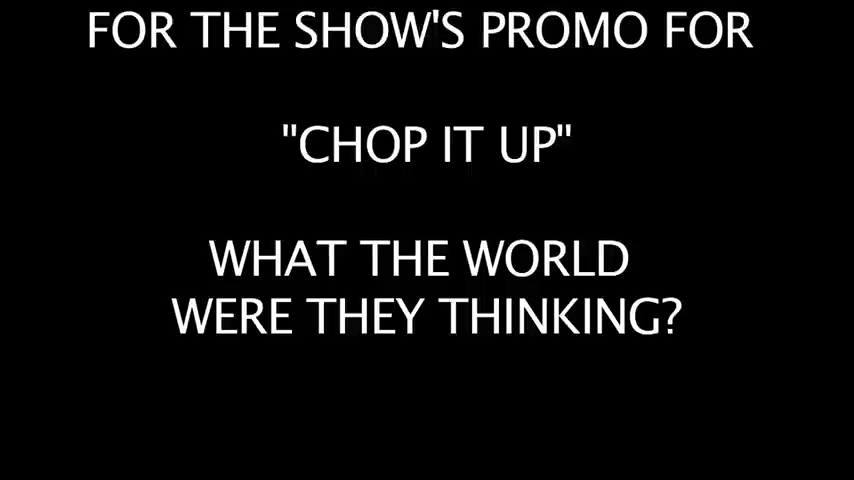 FOR THE SHOW'S PROMO FOR
"CHOP IT UP"
WHAT THE WORLD
WERE THEY THINKING?